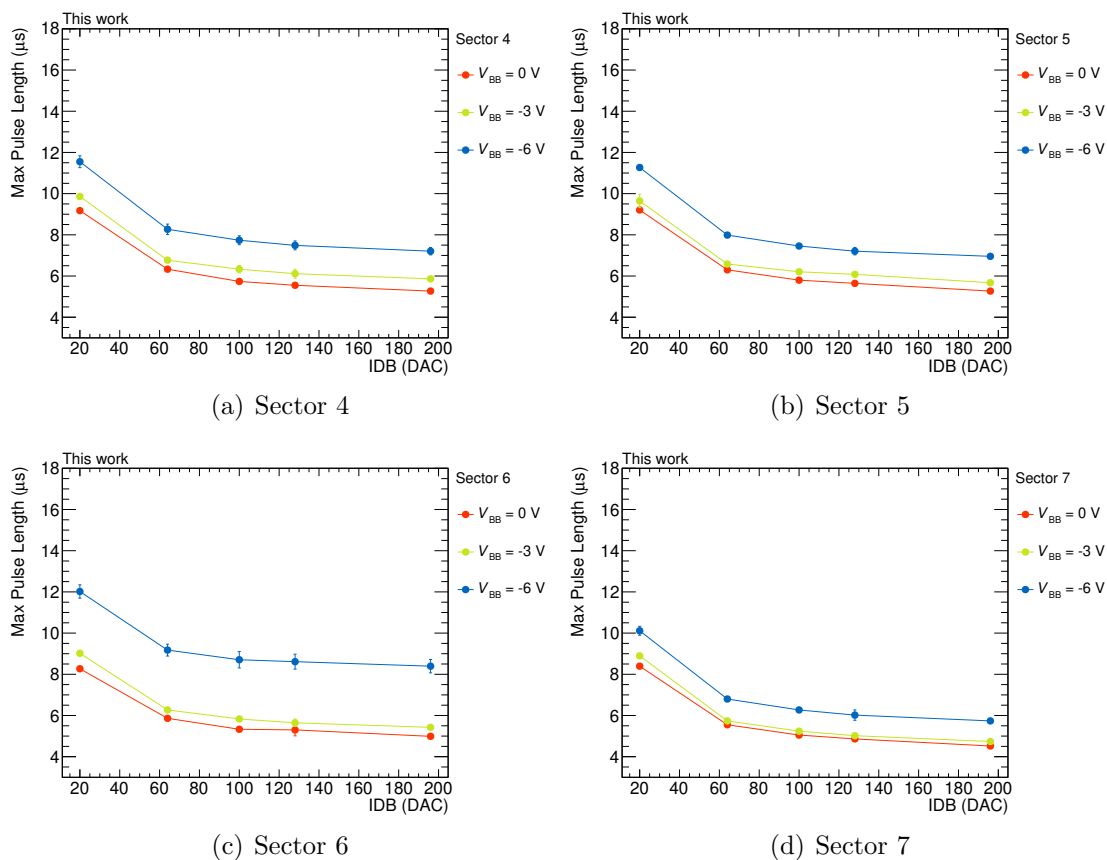 This work
Max Pulse Length (µs)
18
16
14
12
10
8
6
4
20 40 60 80 100 120 140 160 180 200
IDB (DAC)
Sector 4
V_BB = 0 V
V_BB = -3 V
V_BB = -6 V
(a) Sector 4
This work
Max Pulse Length (µs)
18
16
14
12
10
8
6
4
20 40 60 80 100 120 140 160 180 200
IDB (DAC)
Sector 5
V_BB = 0 V
V_BB = -3 V
V_BB = -6 V
(b) Sector 5
This work
Max Pulse Length (µs)
18
16
14
12
10
8
6
4
20 40 60 80 100 120 140 160 180 200
IDB (DAC)
Sector 6
V_BB = 0 V
V_BB = -3 V
V_BB = -6 V
(c) Sector 6
This work
Max Pulse Length (µs)
18
16
14
12
10
8
6
4
20 40 60 80 100 120 140 160 180 200
IDB (DAC)
Sector 7
V_BB = 0 V
V_BB = -3 V
V_BB = -6 V
(d) Sector 7